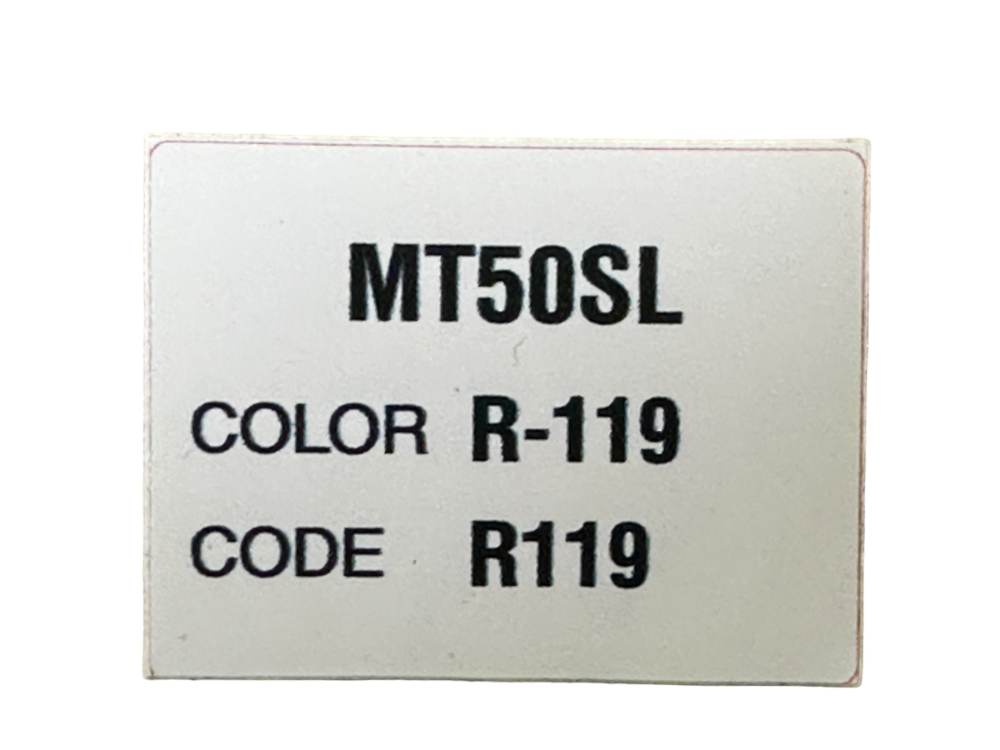 MT50SL
COLOR R-119
CODE R119